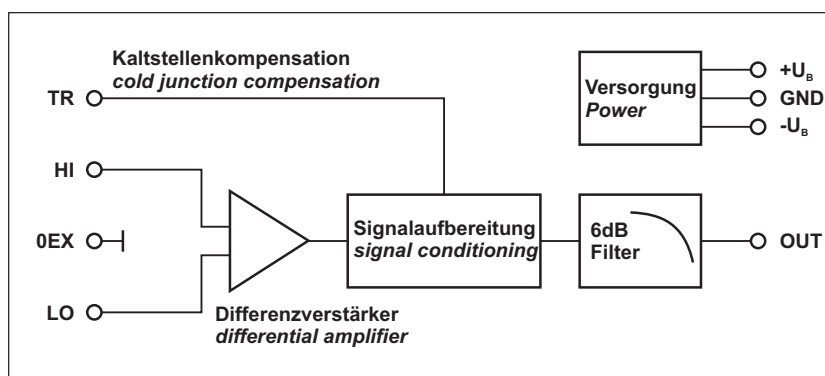 Kaltstellenkompensation
cold junction compensation
TR
HI
0EX
LO
Differenzverstärker
differential amplifier
Signalaufbereitung
signal conditioning
6dB
Filter
OUT
Versorgung
Power
+UB
GND
-UB